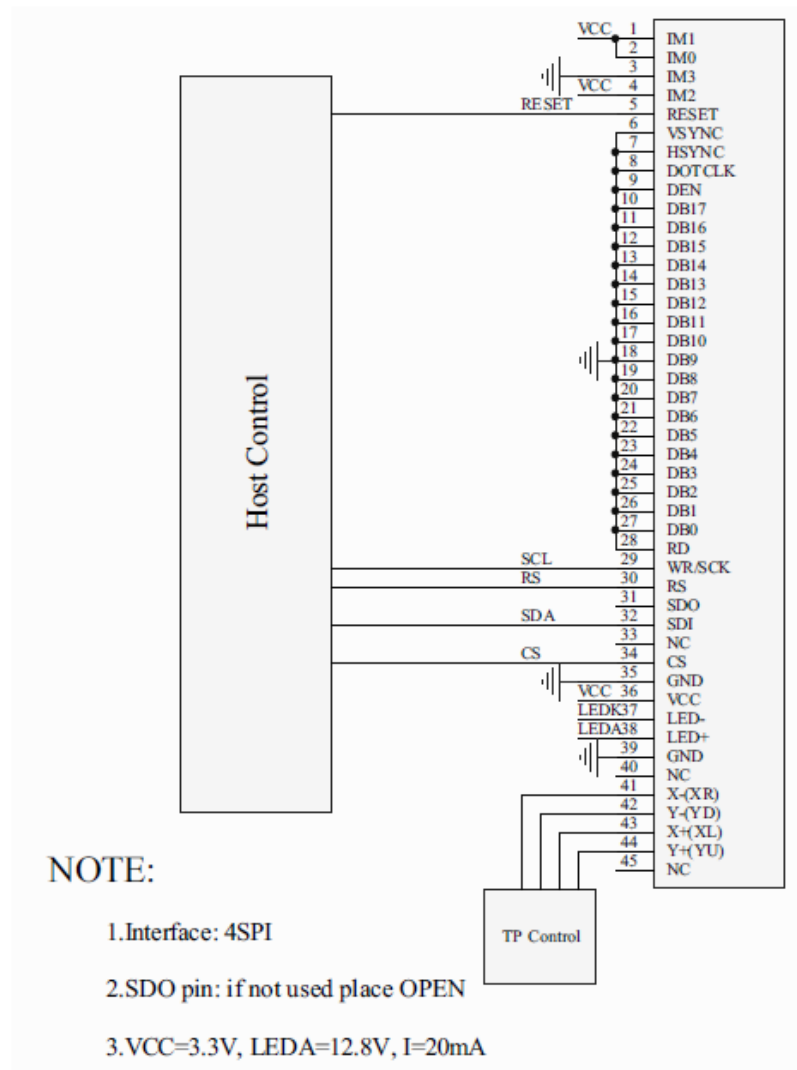 VCC 1 IM1
2 IM0
3 IM3
VCC 4 IM2
RESET 5 RESET
6 VSYNC
7 HSYNC
8 DOTCLK
9 DEN
10 DB17
11 DB16
12 DB15
13 DB14
14 DB13
15 DB12
16 DB11
17 DB10
18 DB9
19 DB8
20 DB7
21 DB6
22 DB5
23 DB4
24 DB3
25 DB2
26 DB1
27 DB0
28 RD
Host Control
SCL 29 WR/SCK
RS 30 RS
31 SDO
SDA 32 SDI
33 NC
CS 34 CS
35 GND
VCC 36 VCC
LEDK 37 LED-
LEDA 38 LED+
39 GND
40 NC
41 X-(XR)
42 Y-(YD)
43 X+(XL)
44 Y+(YU)
45 NC
TP Control
NOTE:
1.Interface: 4SPI
2.SDO pin: if not used place OPEN
3.VCC=3.3V, LEDA=12.8V, I=20mA